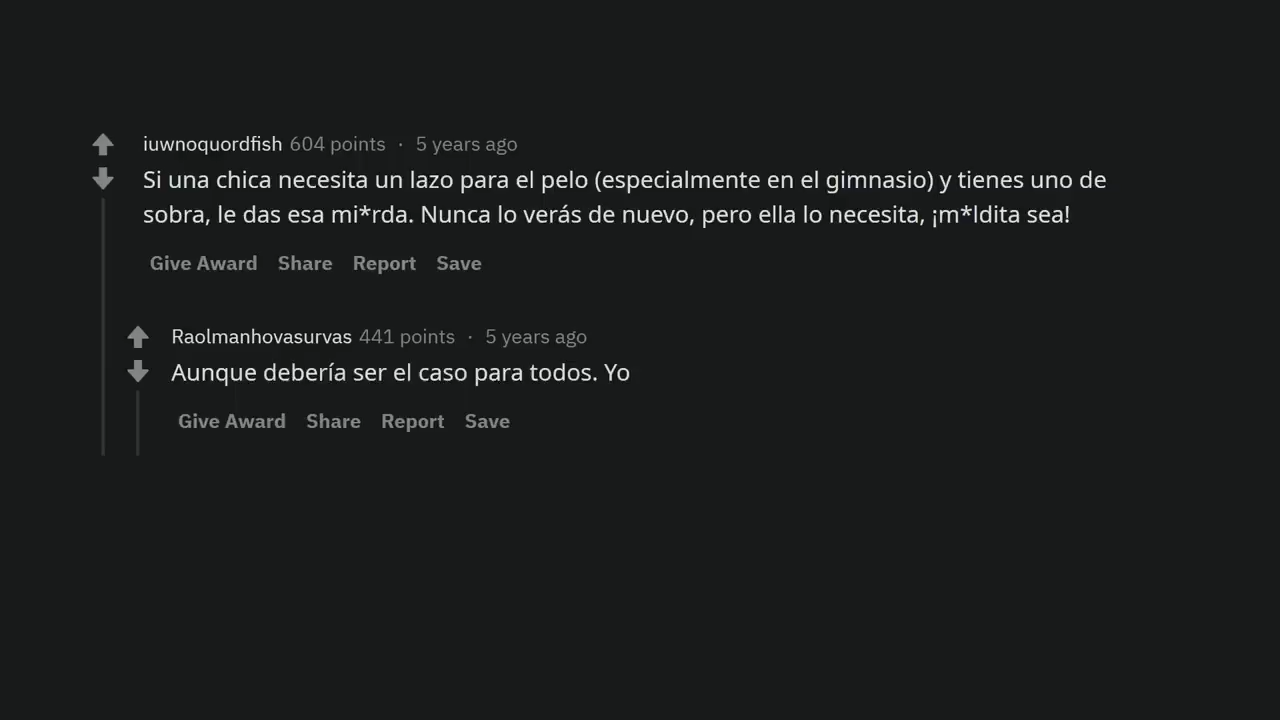 iuwnoquordfish 604 points · 5 years ago
Si una chica necesita un lazo para el pelo (especialmente en el gimnasio) y tienes uno de
sobra, le das esa mi*rda. Nunca lo verás de nuevo, pero ella lo necesita, ¡m*ldita sea!
Give Award Share Report Save
Raolmanhovasurvas 441 points · 5 years ago
Aunque debería ser el caso para todos. Yo
Give Award Share Report Save